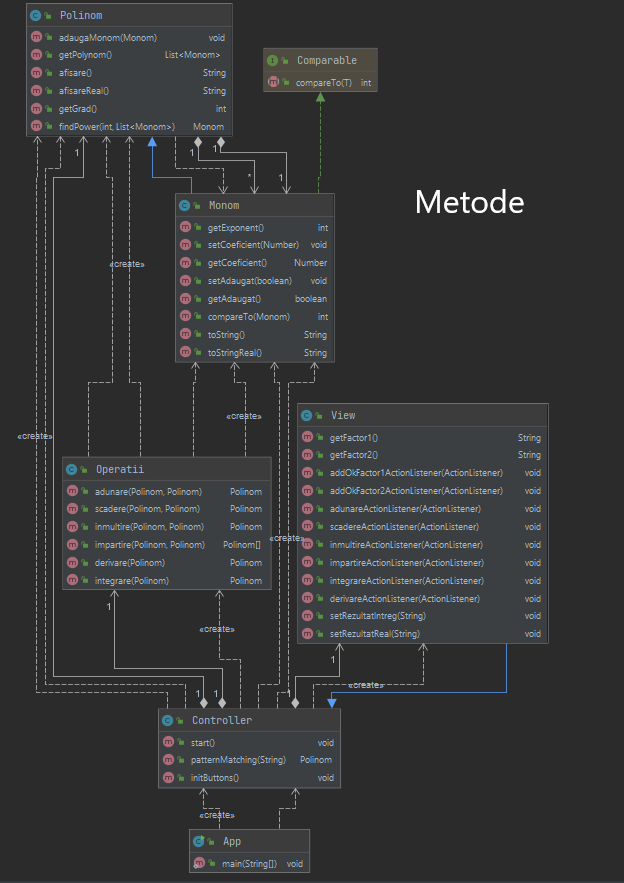 Polinom
adaugaMonom(Monom) void
getPolynom() List<Monom>
afisare() String
afisareReal() String
getGrad() int
findPower(int, List<Monom>) Monom
Comparable
compareTo(T) int
1
1
*
1
Metode
Monom
getExponent() int
setCoeficient(Number) void
getCoeficient() Number
setAdaugat(boolean) void
getAdaugat() boolean
compareTo(Monom) int
toString() String
toStringReal() String
«create»
«create»
«create»
View
getFactor1() String
getFactor2() String
addOkFactor1ActionListener(ActionListener) void
addOkFactor2ActionListener(ActionListener) void
adunareActionListener(ActionListener) void
scadereActionListener(ActionListener) void
inmultireActionListener(ActionListener) void
impartireActionListener(ActionListener) void
integrareActionListener(ActionListener) void
derivareActionListener(ActionListener) void
setRezultatIntreg(String) void
setRezultatReal(String) void
Operatii
adunare(Polinom, Polinom) Polinom
scadere(Polinom, Polinom) Polinom
inmultire(Polinom, Polinom) Polinom
impartire(Polinom, Polinom) Polinom[]
derivare(Polinom) Polinom
integrare(Polinom) Polinom
«create»
1
«create»
1
«create»
1
1
1
Controller
start() void
patternMatching(String) Polinom
initButtons() void
«create»
App
main(String[]) void